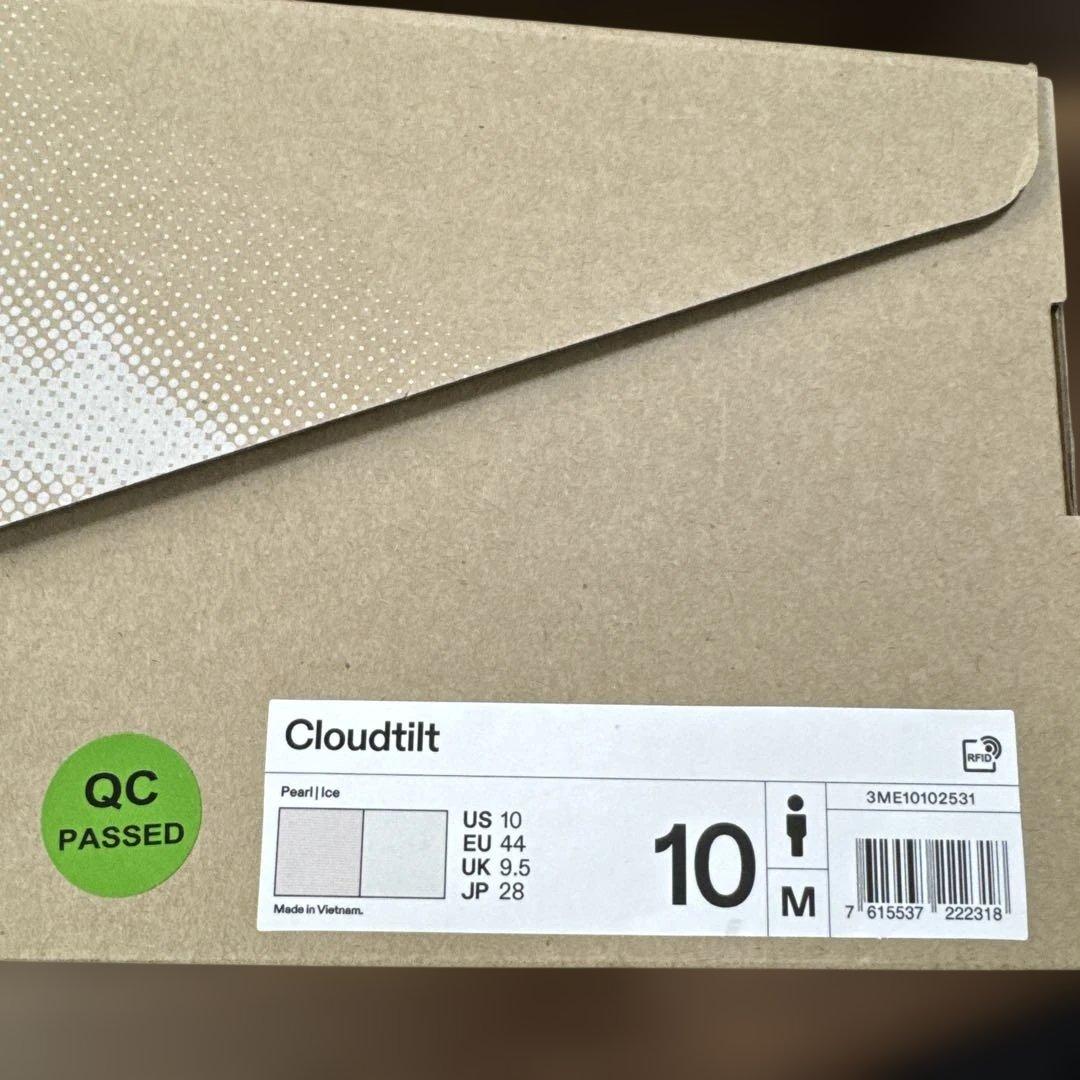 Cloudtilt
RFID
Pearl | Ice
US 10
EU 44
UK 9.5
JP 28
Made in Vietnam.
10
M
3ME10102531
7 615537 222318
QC
PASSED